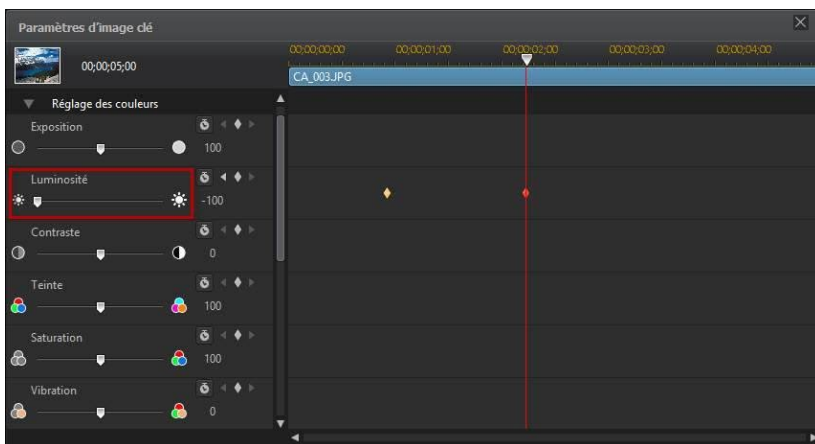 Paramètres d'image clé
00;00;00;00 00;00;01;00 00;00;02;00 00;00;03;00 00;00;04;00
00;00;05;00
CA_003.JPG
Réglage des couleurs
Exposition
100
Luminosité
-100
Contraste
0
Teinte
100
Saturation
100
Vibration
0